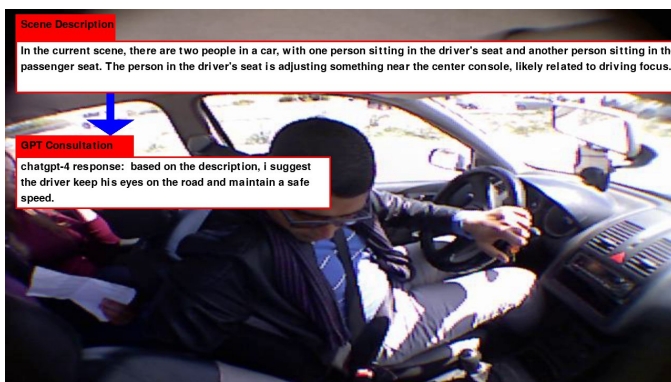 Scene Description
In the current scene, there are two people in a car, with one person sitting in the driver's seat and another person sitting in th
passenger seat. The person in the driver's seat is adjusting something near the center console, likely related to driving focus.
GPT Consultation
chatgpt-4 response:  based on the description, i suggest
the driver keep his eyes on the road and maintain a safe
speed.